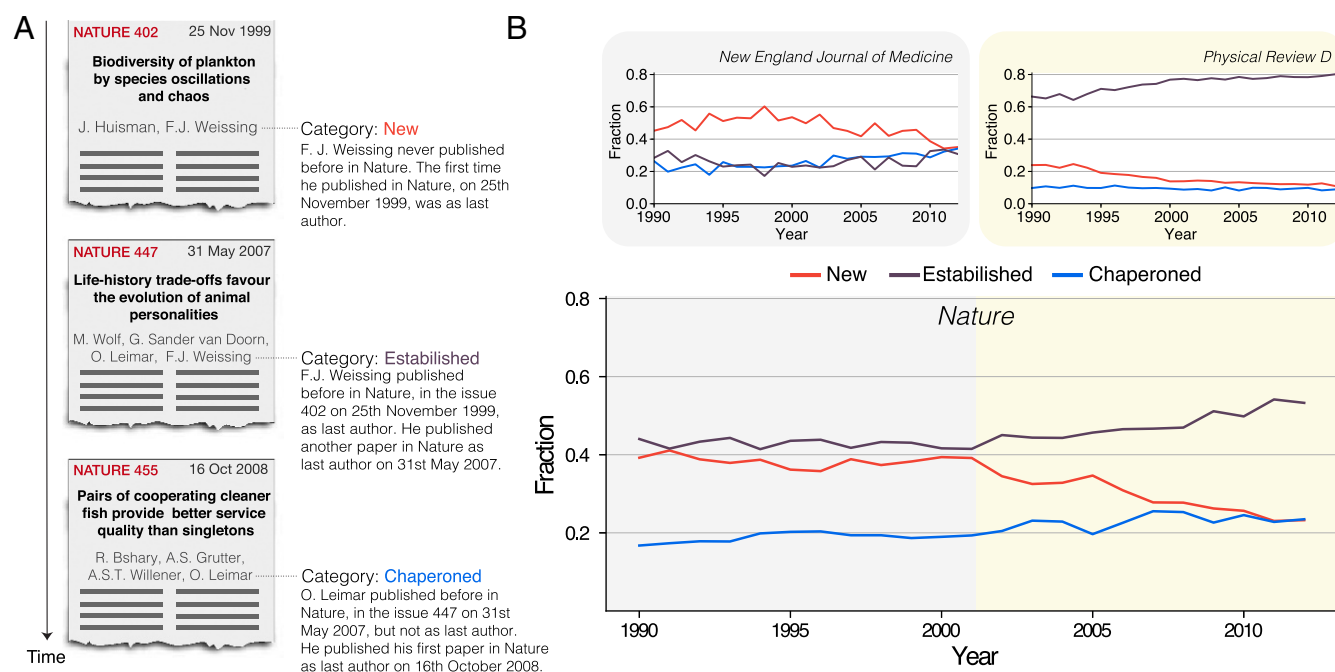 A
NATURE 402 25 Nov 1999
Biodiversity of plankton
by species oscillations
and chaos
J. Huisman, F.J. Weissing
Category: New
F. J. Weissing never published
before in Nature. The first time
he published in Nature, on 25th
November 1999, was as last
author.
NATURE 447 31 May 2007
Life-history trade-offs favour
the evolution of animal
personalities
M. Wolf, G. Sander van Doorn,
O. Leimar, F.J. Weissing
Category: Estabilished
F.J. Weissing published
before in Nature, in the issue
402 on 25th November 1999,
as last author. He published
another paper in Nature as
last author on 31st May 2007.
NATURE 455 16 Oct 2008
Pairs of cooperating cleaner
fish provide better service
quality than singletons
R. Bshary, A.S. Grutter,
A.S.T. Willener, O. Leimar
Category: Chaperoned
O. Leimar published before in
Nature, in the issue 447 on 31st
May 2007, but not as last author.
He published his first paper in Nature
as last author on 16th October 2008.
Time
B
New England Journal of Medicine
Fraction
0.8
0.6
0.4
0.2
0.0
1990 1995 2000 2005 2010
Year
Physical Review D
Fraction
0.8
0.6
0.4
0.2
0.0
1990 1995 2000 2005 2010
Year
New Estabilished Chaperoned
Nature
Fraction
0.8
0.6
0.4
0.2
1990 1995 2000 2005 2010
Year